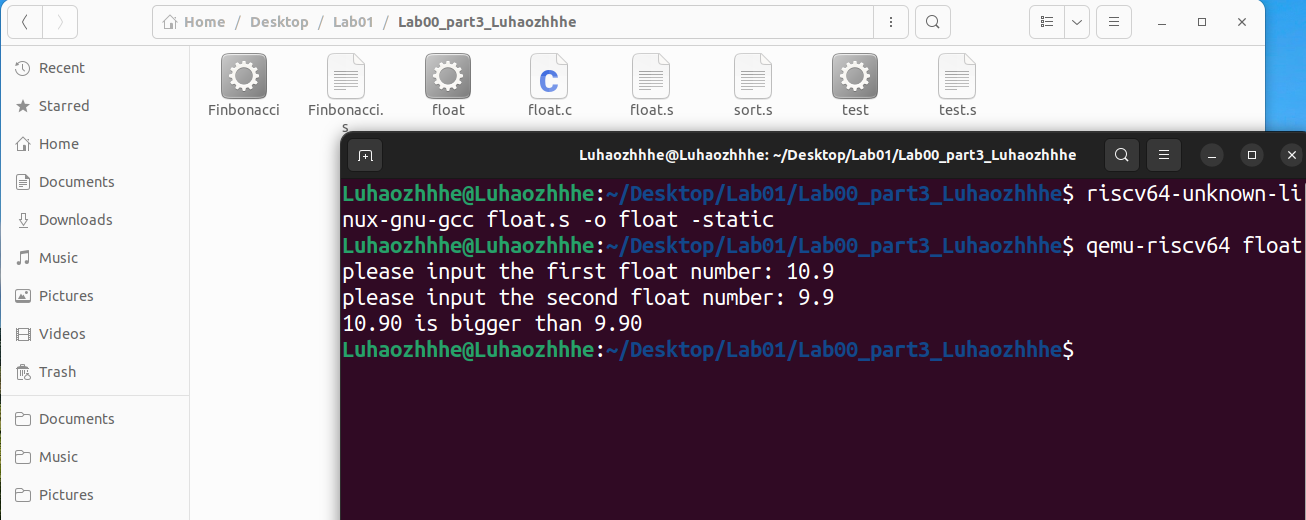 Home / Desktop / Lab01 / Lab00_part3_Luhaozhhhe
Recent
Starred
Home
Documents
Downloads
Music
Pictures
Videos
Trash
Documents
Music
Pictures
Finbonacci
Finbonacci.
s
float
C
float.c
float.s
sort.s
test
test.s
Luhaozhhhe@Luhaozhhhe: ~/Desktop/Lab01/Lab00_part3_Luhaozhhhe
Luhaozhhhe@Luhaozhhhe:~/Desktop/Lab01/Lab00_part3_Luhaozhhhe$ riscv64-unknown-li
nux-gnu-gcc float.s -o float -static
Luhaozhhhe@Luhaozhhhe:~/Desktop/Lab01/Lab00_part3_Luhaozhhhe$ qemu-riscv64 float
please input the first float number: 10.9
please input the second float number: 9.9
10.90 is bigger than 9.90
Luhaozhhhe@Luhaozhhhe:~/Desktop/Lab01/Lab00_part3_Luhaozhhhe$